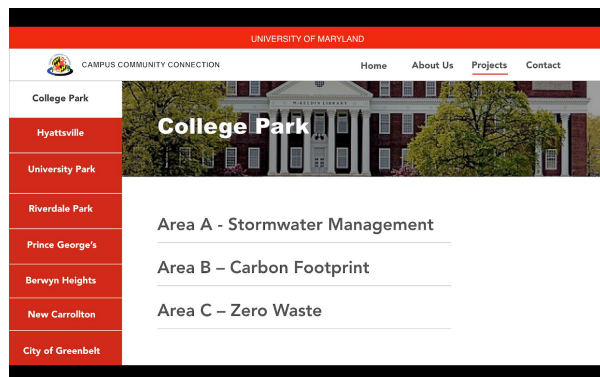 UNIVERSITY OF MARYLAND
CAMPUS COMMUNITY CONNECTION
Home About Us Projects Contact
College Park
Hyattsville
University Park
Riverdale Park
Prince George's
Berwyn Heights
New Carrollton
City of Greenbelt
McKELDIN LIBRARY
College Park
Area A - Stormwater Management
Area B – Carbon Footprint
Area C – Zero Waste